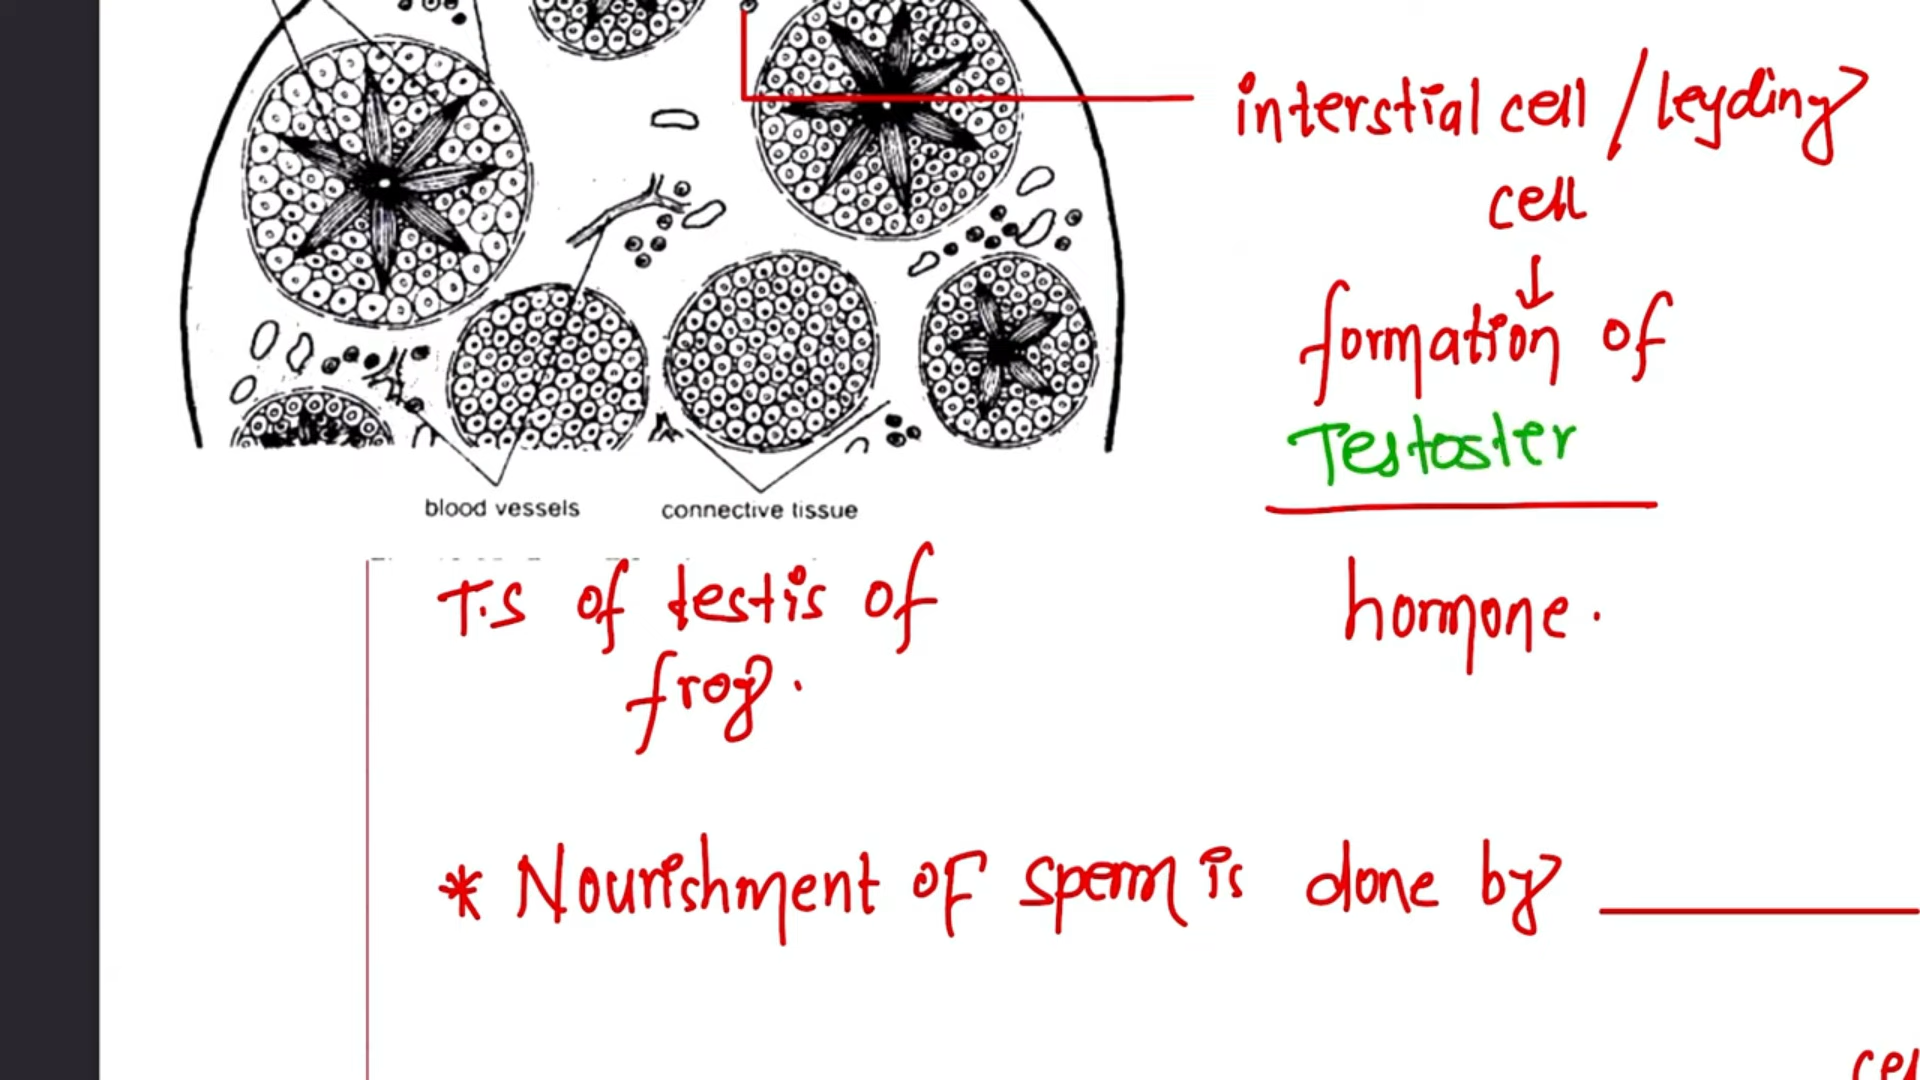 interstial cell / leyding
cell
↓
formation of
Testoster
hormone.
blood vessels
connective tissue
T.S of testis of
frog.
* Nourishment of sperm is done by ______